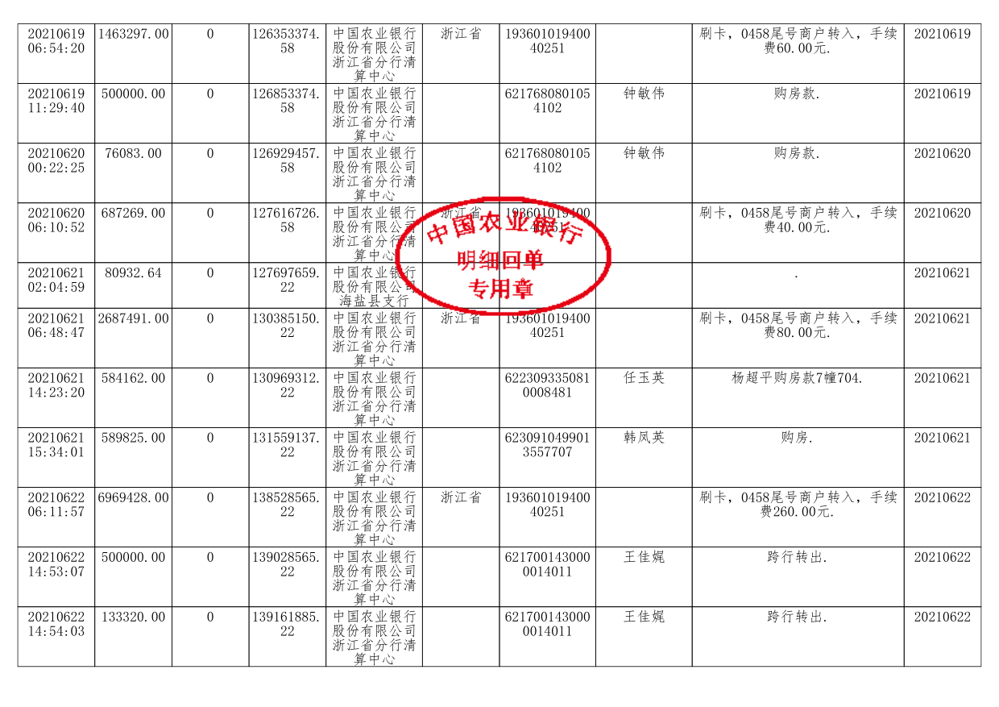 20210619 1463297.00 0 126353374. 中国农业银行 浙江省 193601019400 刷卡，0458尾号商户转入，手续 20210619
06:54:20 58 股份有限公司 40251 费60.00元.
浙江省分行清
算中心
20210619 500000.00 0 126853374. 中国农业银行 621768080105 钟敏伟 购房款. 20210619
11:29:40 58 股份有限公司 4102
浙江省分行清
算中心
20210620 76083.00 0 126929457. 中国农业银行 621768080105 钟敏伟 购房款. 20210620
00:22:25 58 股份有限公司 4102
浙江省分行清
算中心
20210620 687269.00 0 127616726. 中国农业银行 浙江省 193601019400 刷卡，0458尾号商户转入，手续 20210620
06:10:52 58 股份有限公司 40251 费40.00元.
浙江省分行清
算中心
中国农业银行
明细回单
专用章
20210621 80932.64 0 127697659. 中国农业银行 . 20210621
02:04:59 22 股份有限公司
海盐县支行
20210621 2687491.00 0 130385150. 中国农业银行 浙江省 193601019400 刷卡，0458尾号商户转入，手续 20210621
06:48:47 22 股份有限公司 40251 费80.00元.
浙江省分行清
算中心
20210621 584162.00 0 130969312. 中国农业银行 622309335081 任玉英 杨超平购房款7幢704. 20210621
14:23:20 22 股份有限公司 0008481
浙江省分行清
算中心
20210621 589825.00 0 131559137. 中国农业银行 623091049901 韩凤英 购房. 20210621
15:34:01 22 股份有限公司 3557707
浙江省分行清
算中心
20210622 6969428.00 0 138528565. 中国农业银行 浙江省 193601019400 刷卡，0458尾号商户转入，手续 20210622
06:11:57 22 股份有限公司 40251 费260.00元.
浙江省分行清
算中心
20210622 500000.00 0 139028565. 中国农业银行 621700143000 王佳娓 跨行转出. 20210622
14:53:07 22 股份有限公司 0014011
浙江省分行清
算中心
20210622 133320.00 0 139161885. 中国农业银行 621700143000 王佳娓 跨行转出. 20210622
14:54:03 22 股份有限公司 0014011
浙江省分行清
算中心